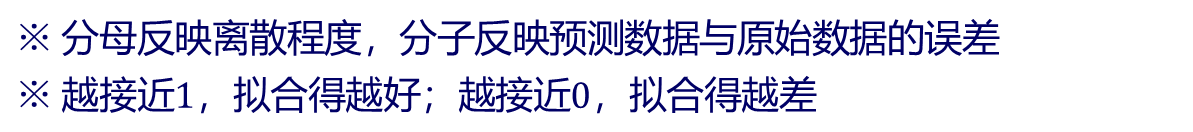 ※ 分母反映离散程度，分子反映预测数据与原始数据的误差
※ 越接近1，拟合得越好；越接近0，拟合得越差